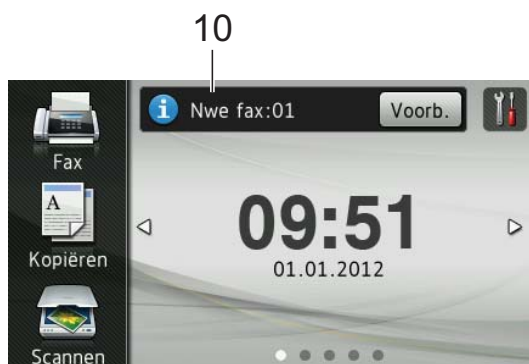 10
Nwe fax:01 Voorb.
Fax
A
Kopiëren
09:51
01.01.2012
Scannen